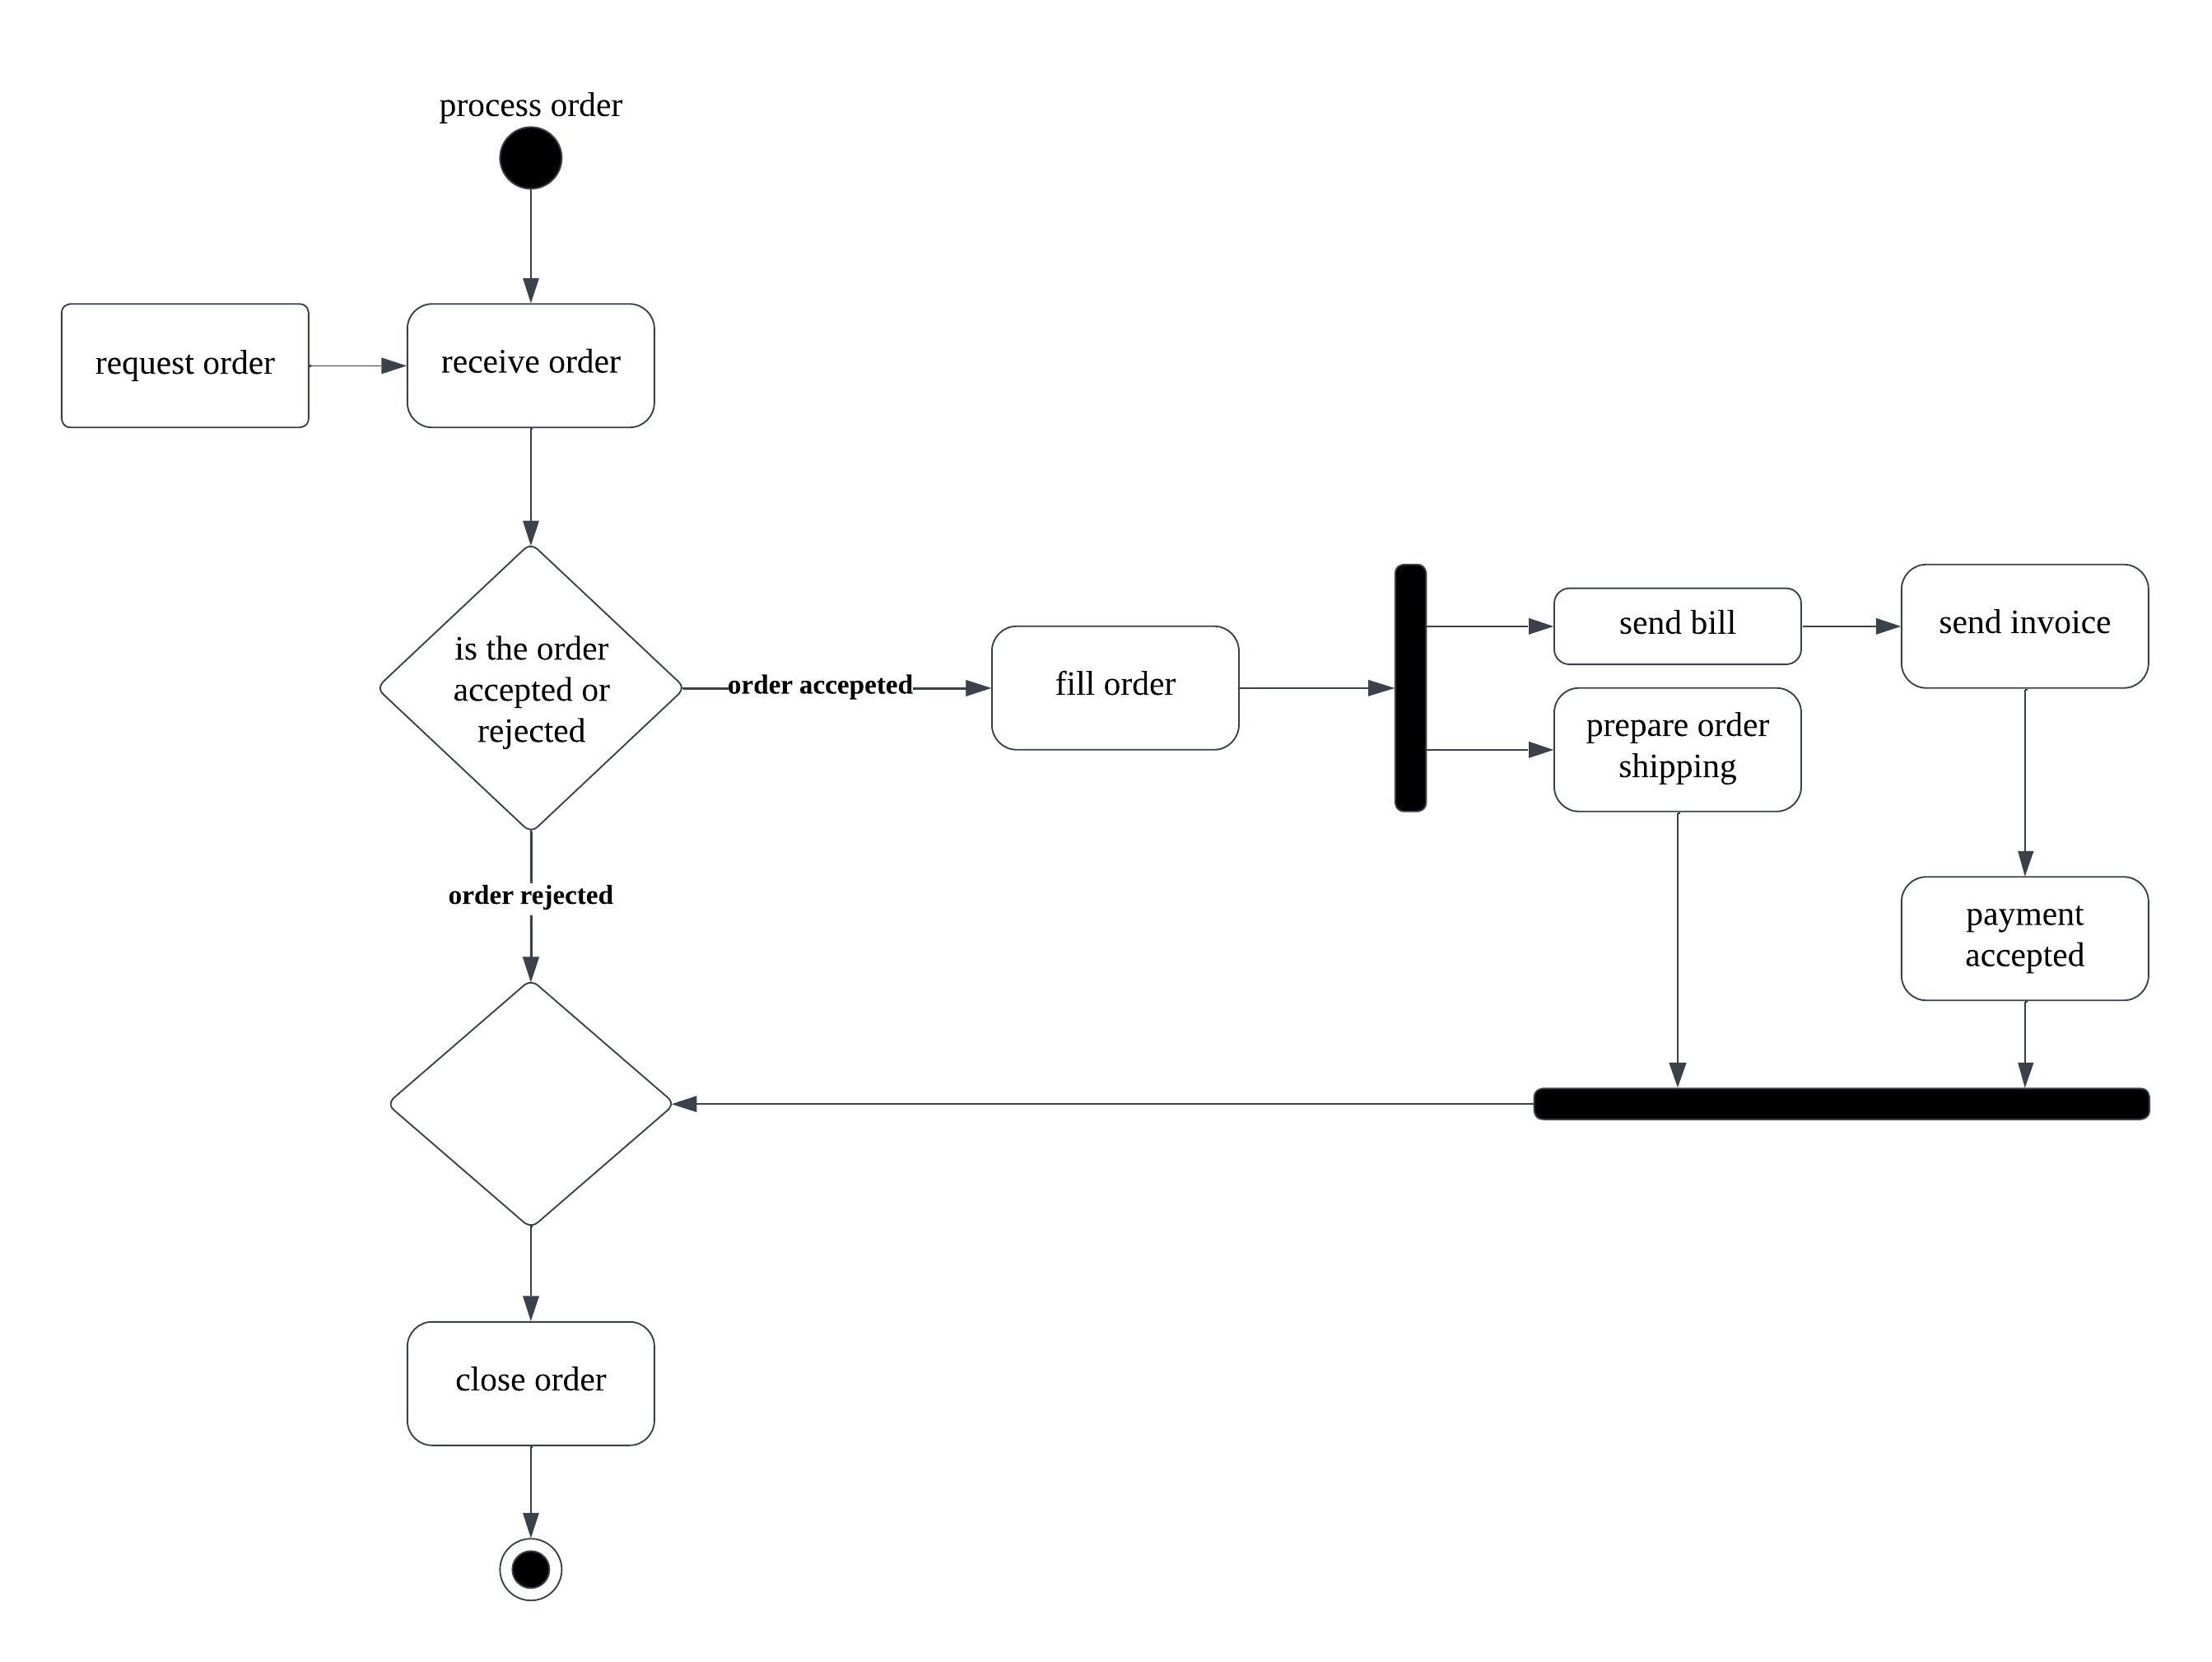 process order
request order
receive order
is the order
accepted or
rejected
order accepeted
fill order
send bill
send invoice
prepare order
shipping
order rejected
payment
accepted
close order